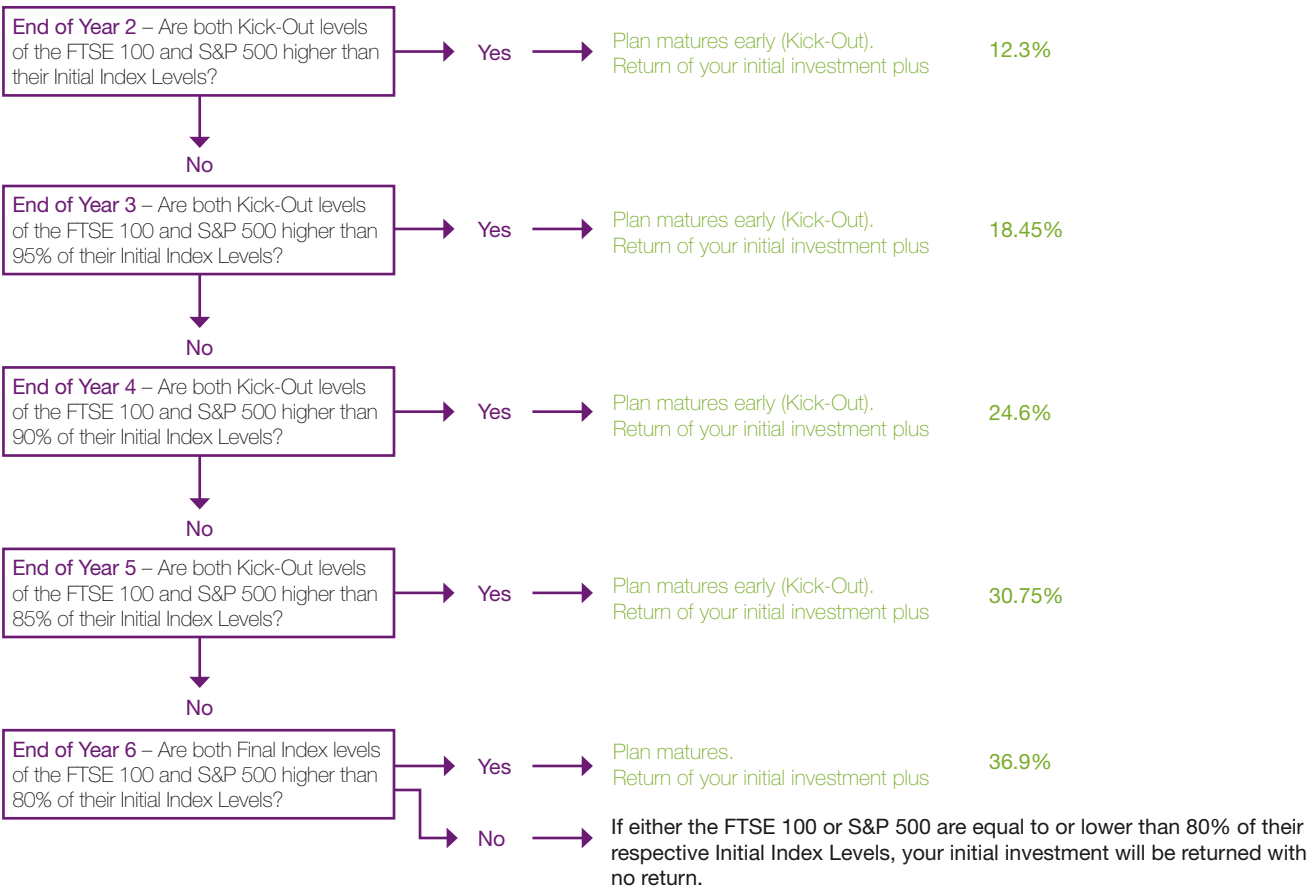 End of Year 2 – Are both Kick-Out levels
of the FTSE 100 and S&P 500 higher than
their Initial Index Levels?
Yes
Plan matures early (Kick-Out).
Return of your initial investment plus
12.3%
No
End of Year 3 – Are both Kick-Out levels
of the FTSE 100 and S&P 500 higher than
95% of their Initial Index Levels?
Yes
Plan matures early (Kick-Out).
Return of your initial investment plus
18.45%
No
End of Year 4 – Are both Kick-Out levels
of the FTSE 100 and S&P 500 higher than
90% of their Initial Index Levels?
Yes
Plan matures early (Kick-Out).
Return of your initial investment plus
24.6%
No
End of Year 5 – Are both Kick-Out levels
of the FTSE 100 and S&P 500 higher than
85% of their Initial Index Levels?
Yes
Plan matures early (Kick-Out).
Return of your initial investment plus
30.75%
No
End of Year 6 – Are both Final Index levels
of the FTSE 100 and S&P 500 higher than
80% of their Initial Index Levels?
Yes
Plan matures.
Return of your initial investment plus
36.9%
No
If either the FTSE 100 or S&P 500 are equal to or lower than 80% of their
respective Initial Index Levels, your initial investment will be returned with
no return.